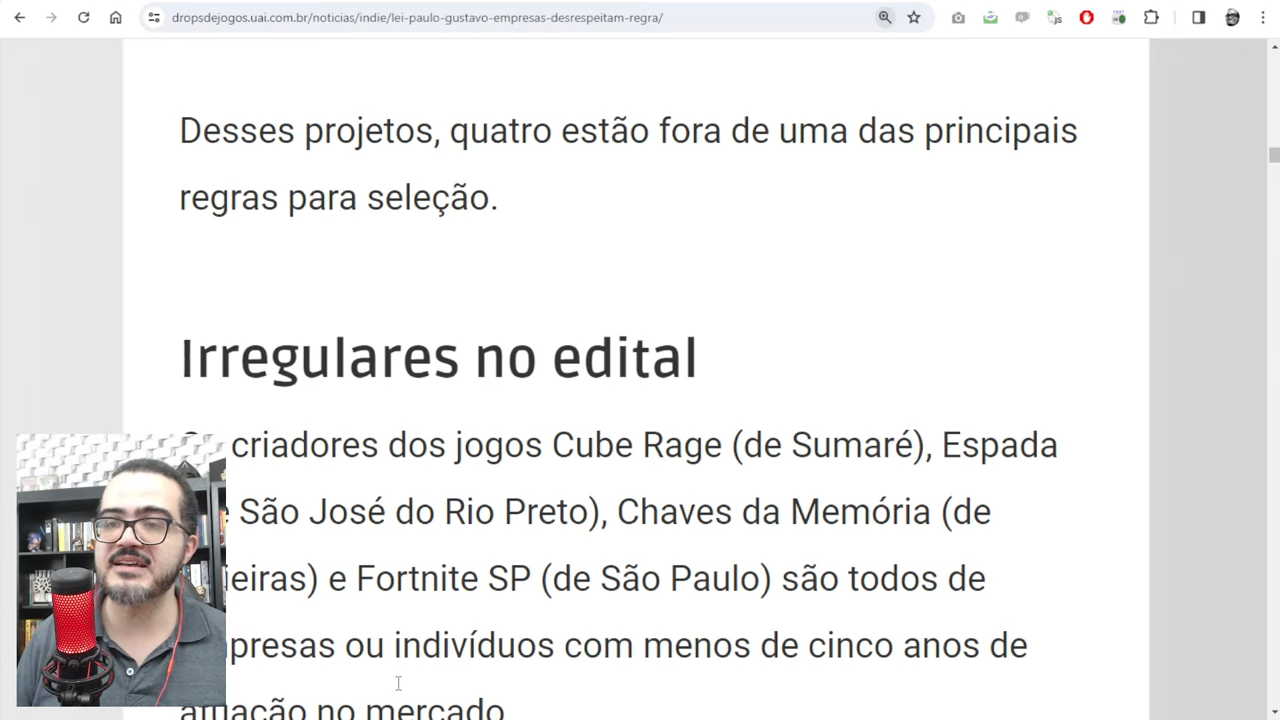 dropsdejogos.uai.com.br/noticias/indie/lei-paulo-gustavo-empresas-desrespeitam-regra/
Desses projetos, quatro estão fora de uma das principais
regras para seleção.
Irregulares no edital
criadores dos jogos Cube Rage (de Sumaré), Espada
São José do Rio Preto), Chaves da Memória (de
e Fortnite SP (de São Paulo) são todos de
ou indivíduos com menos de cinco anos de
atuação no mercado